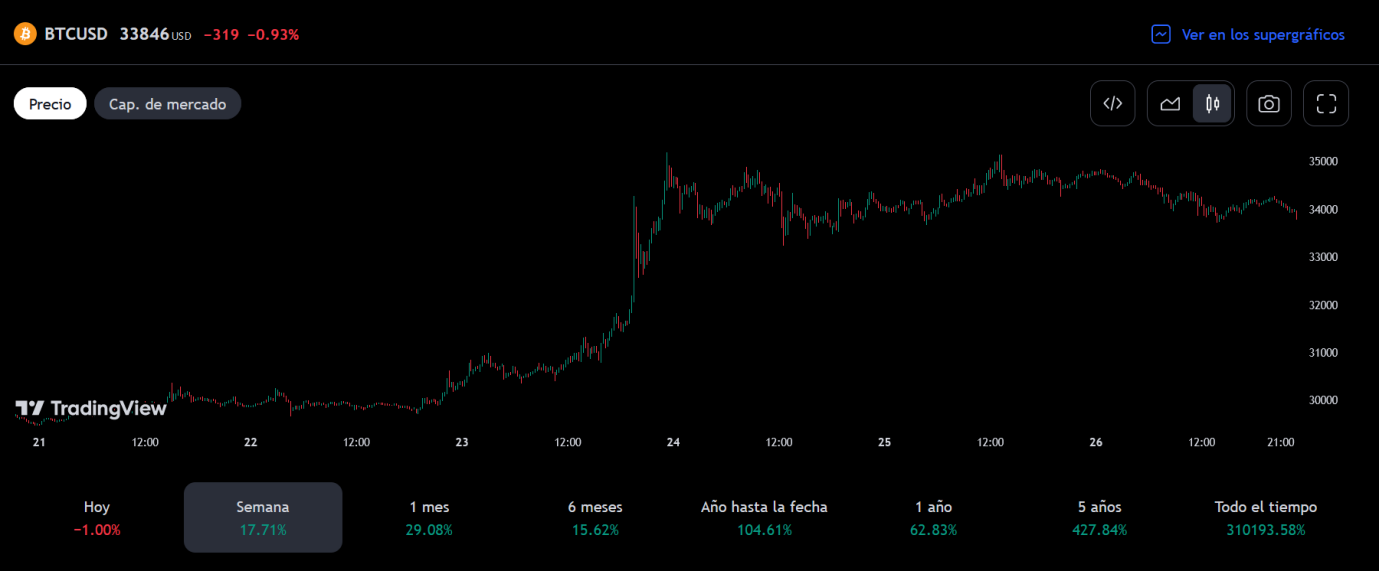 BTCUSD 33846 USD −319 −0.93% Ver en los supergráficos
Precio Cap. de mercado
35000
34000
33000
32000
31000
30000
TradingView
21 12:00 22 12:00 23 12:00 24 12:00 25 12:00 26 12:00 21:00
Hoy Semana 1 mes 6 meses Año hasta la fecha 1 año 5 años Todo el tiempo
−1.00% 17.71% 29.08% 15.62% 104.61% 62.83% 427.84% 310193.58%